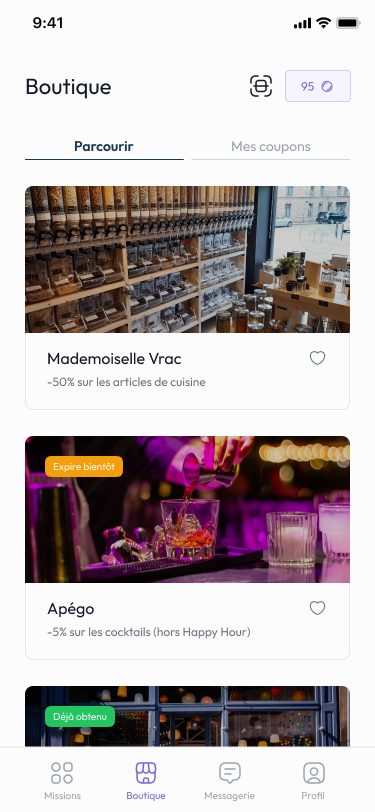 9:41
Boutique
95
Parcourir
Mes coupons
Mademoiselle Vrac
-50% sur les articles de cuisine
Expire bientôt
Apégo
-5% sur les cocktails (hors Happy Hour)
Déjà obtenu
Missions
Boutique
Messagerie
Profil